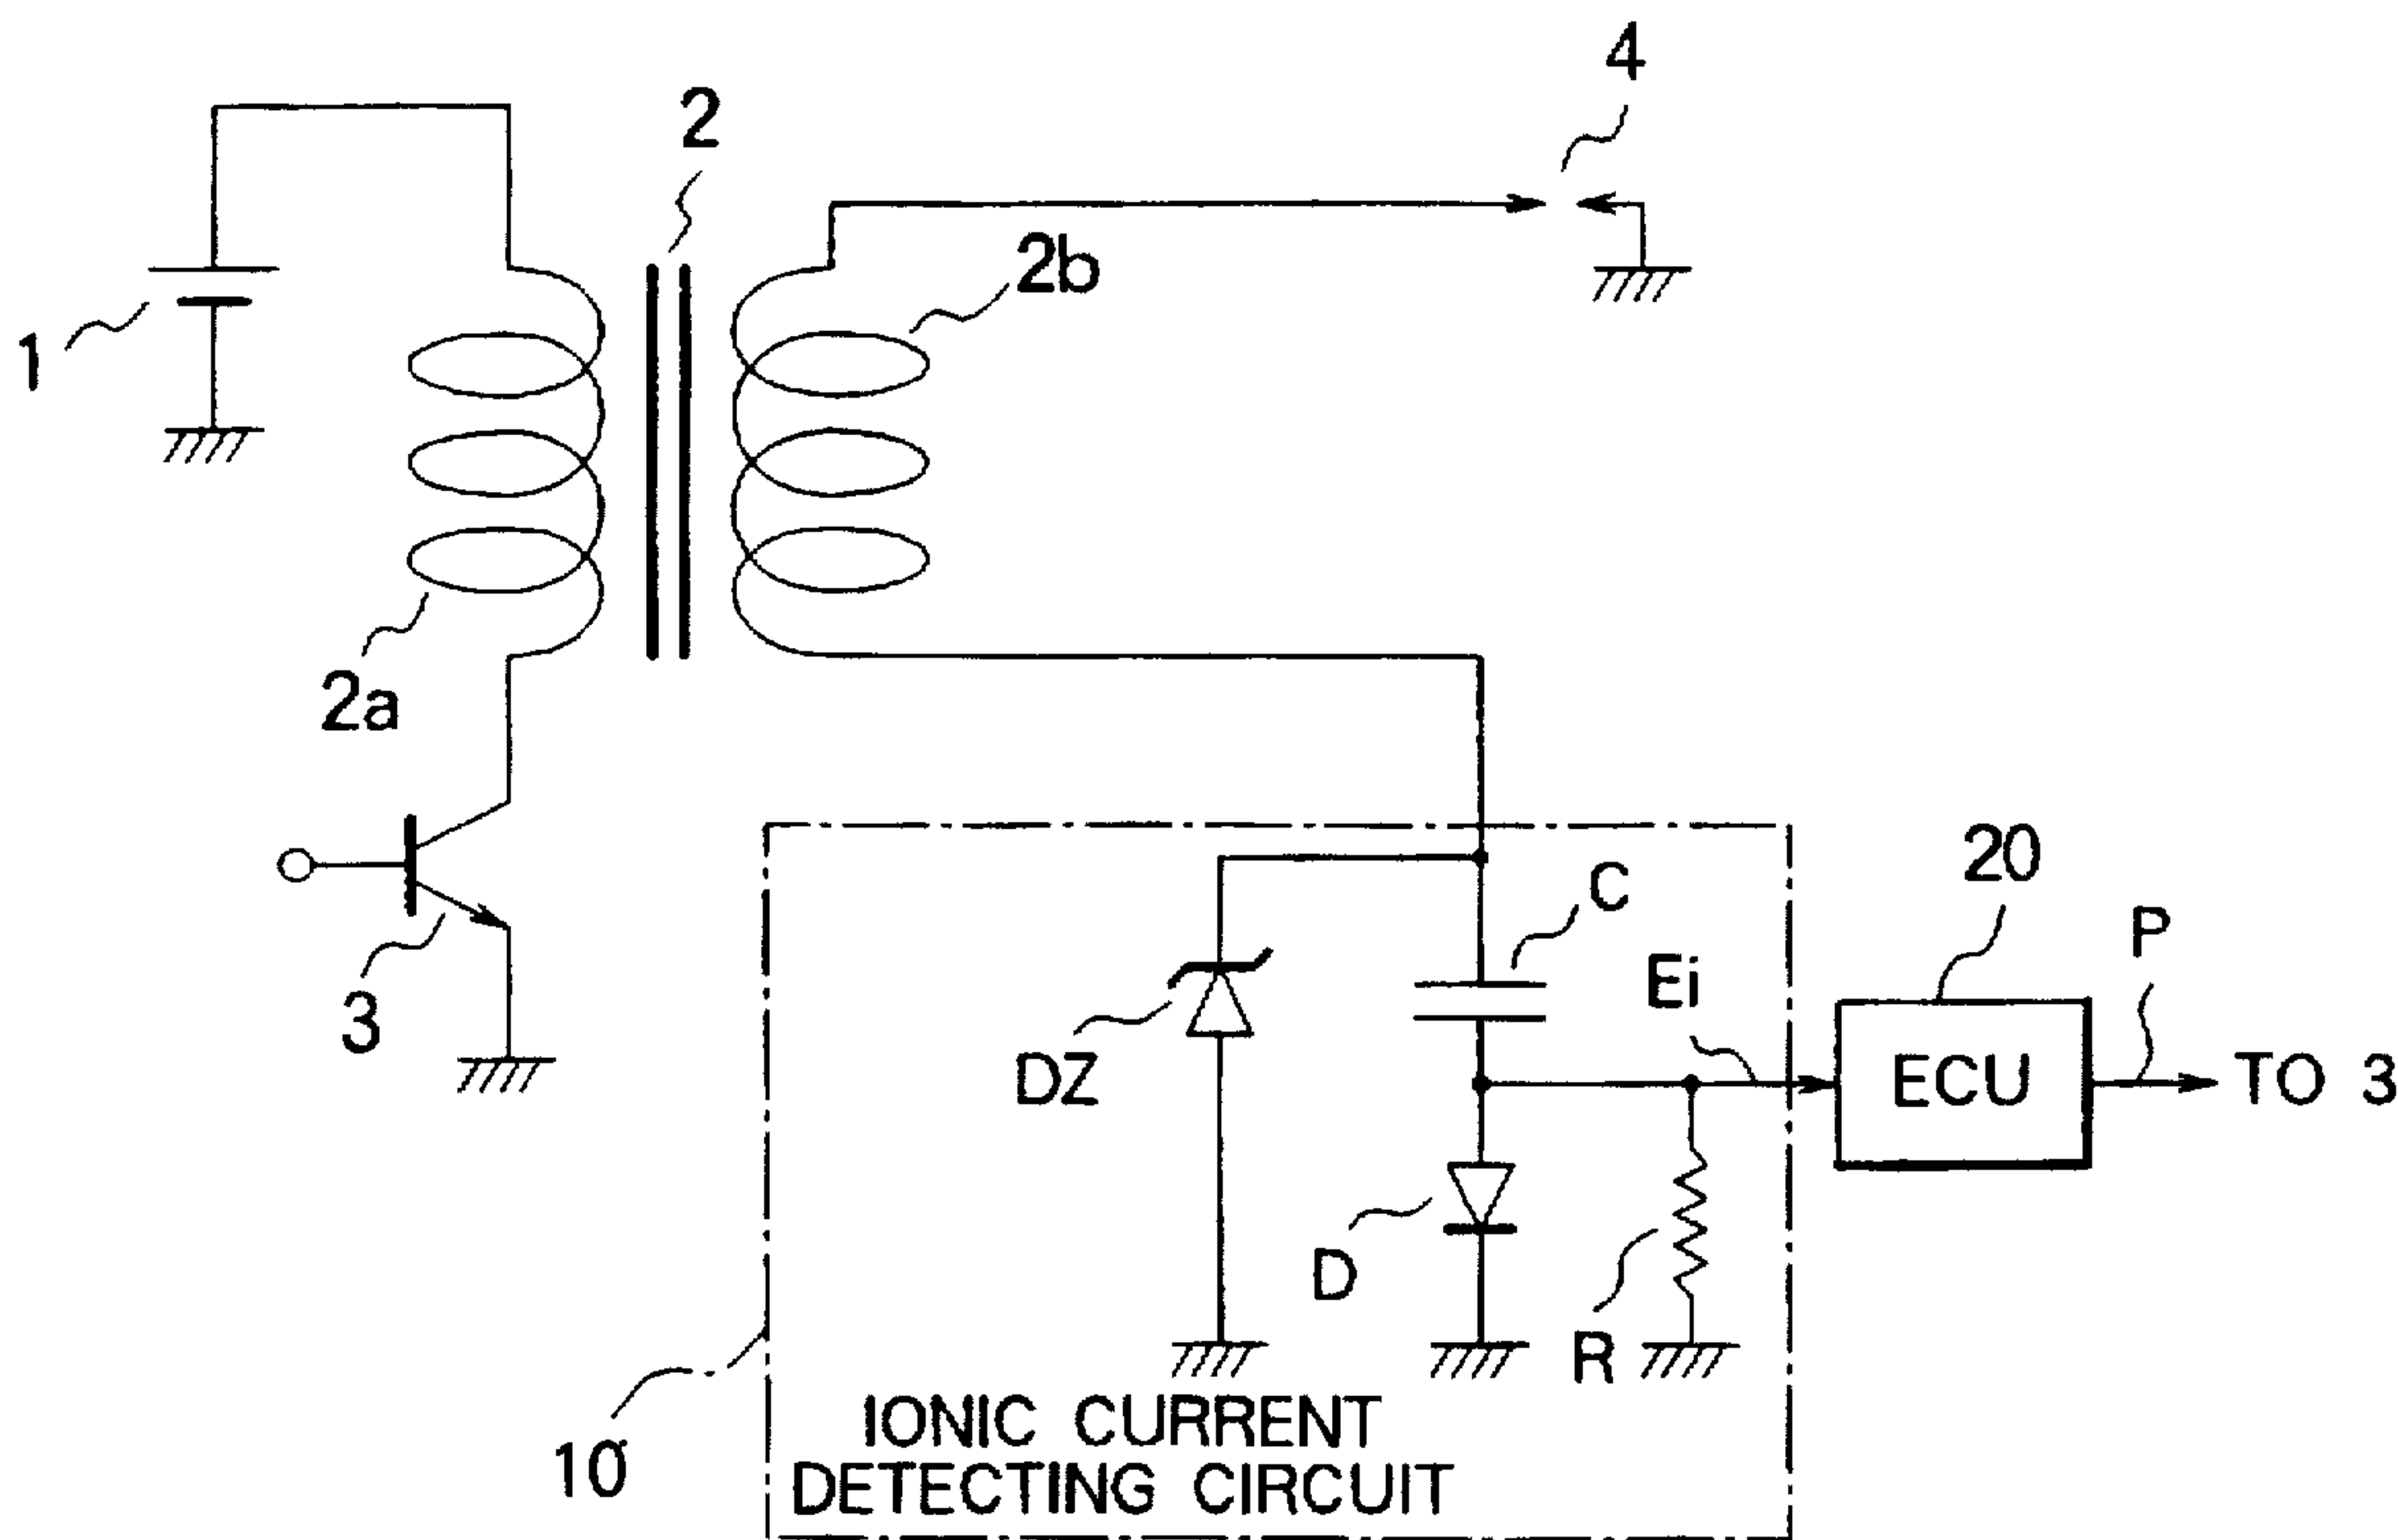 4
2
2b
1
2a
3
20
C
P
Ei
DZ
ECU
TO 3
D
R
10
IONIC CURRENT
DETECTING CIRCUIT